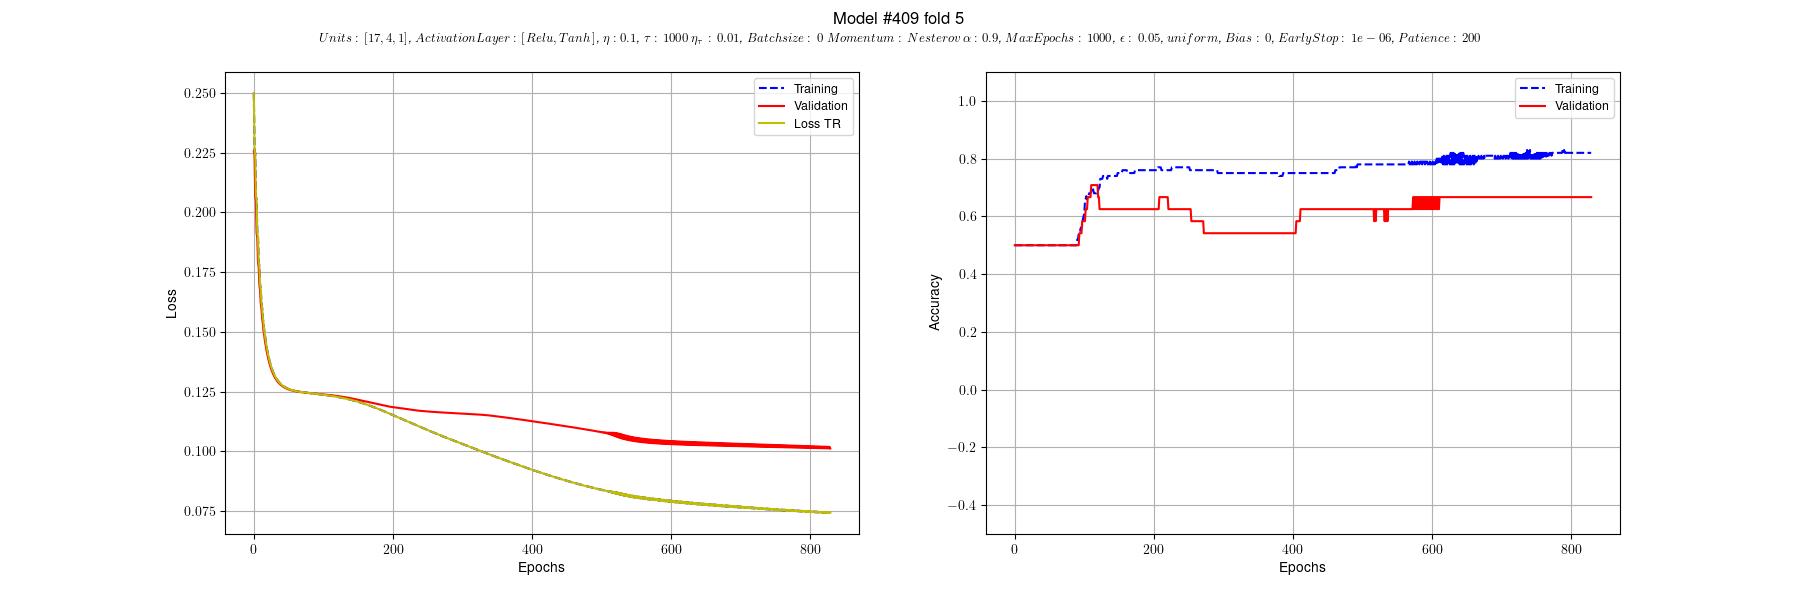 Model #409 fold 5
Units : [17, 4, 1], ActivationLayer : [Relu, Tanh], η : 0.1, τ : 1000 ητ : 0.01, Batchsize : 0 Momentum : Nesterov α : 0.9, MaxEpochs : 1000, ϵ : 0.05, uniform, Bias : 0, EarlyStop : 1e − 06, Patience : 200
Training
Validation
Loss TR
0.250
0.225
0.200
0.175
0.150
0.125
0.100
0.075
Loss
0 200 400 600 800
Epochs
Training
Validation
1.0
0.8
0.6
0.4
0.2
0.0
−0.2
−0.4
Accuracy
0 200 400 600 800
Epochs